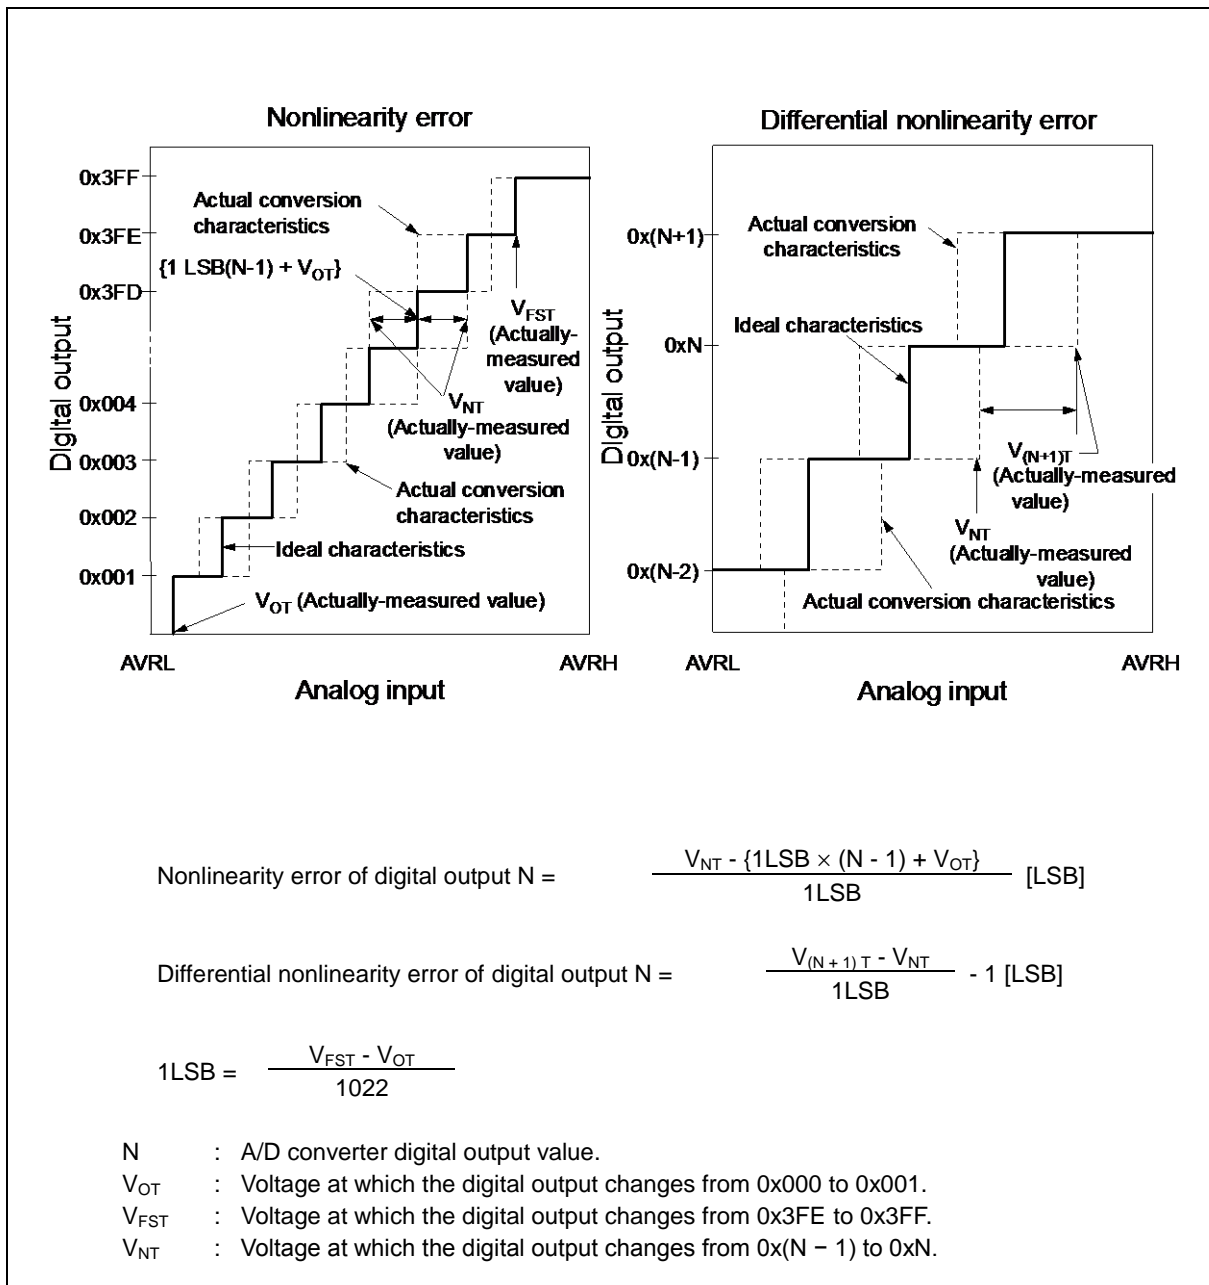 Nonlinearity error
0x3FF
0x3FE
0x3FD
0x004
0x003
0x002
0x001
Digital output
Actual conversion
characteristics
{1 LSB(N-1) + VOT}
VFST
(Actually-
measured
value)
VNT
(Actually-measured
value)
Actual conversion
characteristics
Ideal characteristics
VOT (Actually-measured value)
AVRL
AVRH
Analog input
Differential nonlinearity error
0x(N+1)
0xN
0x(N-1)
0x(N-2)
Digital output
Actual conversion
characteristics
Ideal characteristics
V(N+1)T
(Actually-measured
value)
VNT
(Actually-measured
value)
Actual conversion characteristics
AVRL
AVRH
Analog input
Nonlinearity error of digital output N = VNT - {1LSB × (N - 1) + VOT} / 1LSB [LSB]
Differential nonlinearity error of digital output N = V(N + 1) T - VNT / 1LSB - 1 [LSB]
1LSB = VFST - VOT / 1022
N : A/D converter digital output value.
VOT : Voltage at which the digital output changes from 0x000 to 0x001.
VFST : Voltage at which the digital output changes from 0x3FE to 0x3FF.
VNT : Voltage at which the digital output changes from 0x(N − 1) to 0xN.